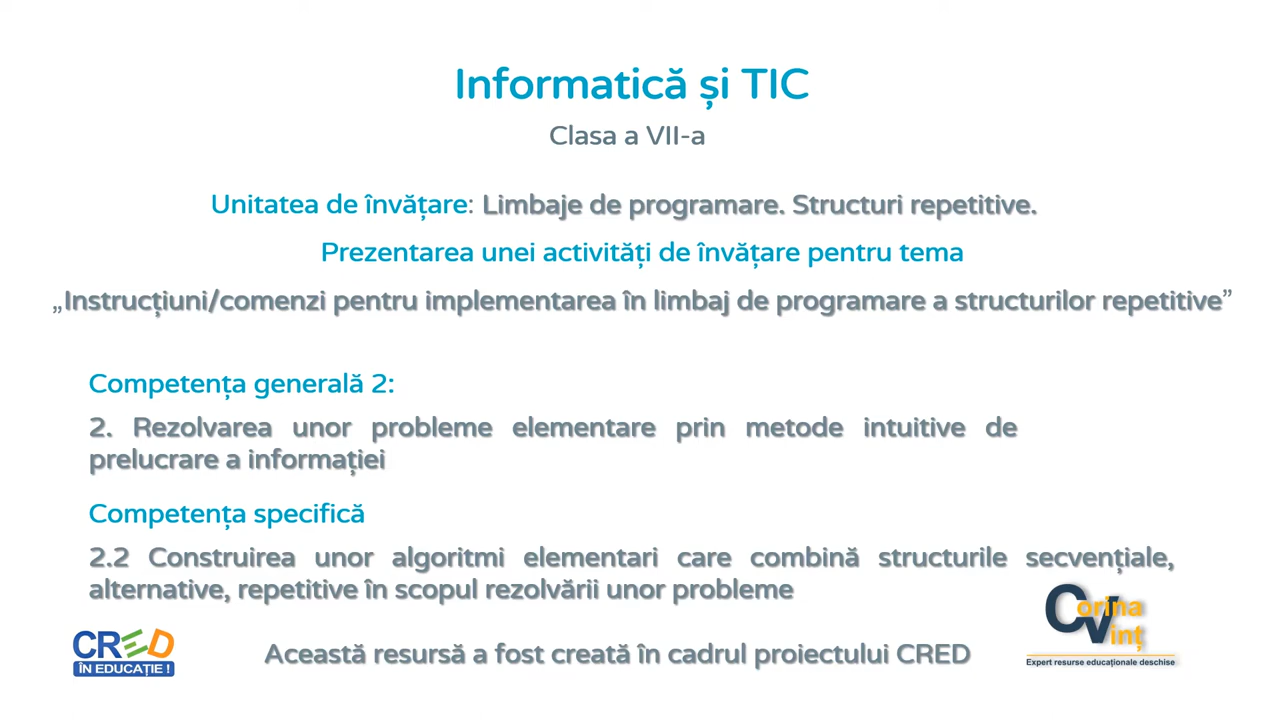 Informatică și TIC
Clasa a VII-a
Unitatea de învățare: Limbaje de programare. Structuri repetitive.
Prezentarea unei activități de învățare pentru tema
„Instrucțiuni/comenzi pentru implementarea în limbaj de programare a structurilor repetitive”
Competența generală 2:
2. Rezolvarea unor probleme elementare prin metode intuitive de
prelucrare a informației
Competența specifică
2.2 Construirea unor algoritmi elementari care combină structurile secvențiale,
alternative, repetitive în scopul rezolvării unor probleme
CRED
ÎN EDUCAȚIE !
Această resursă a fost creată în cadrul proiectului CRED
Corina
Vinț
Expert resurse educaționale deschise